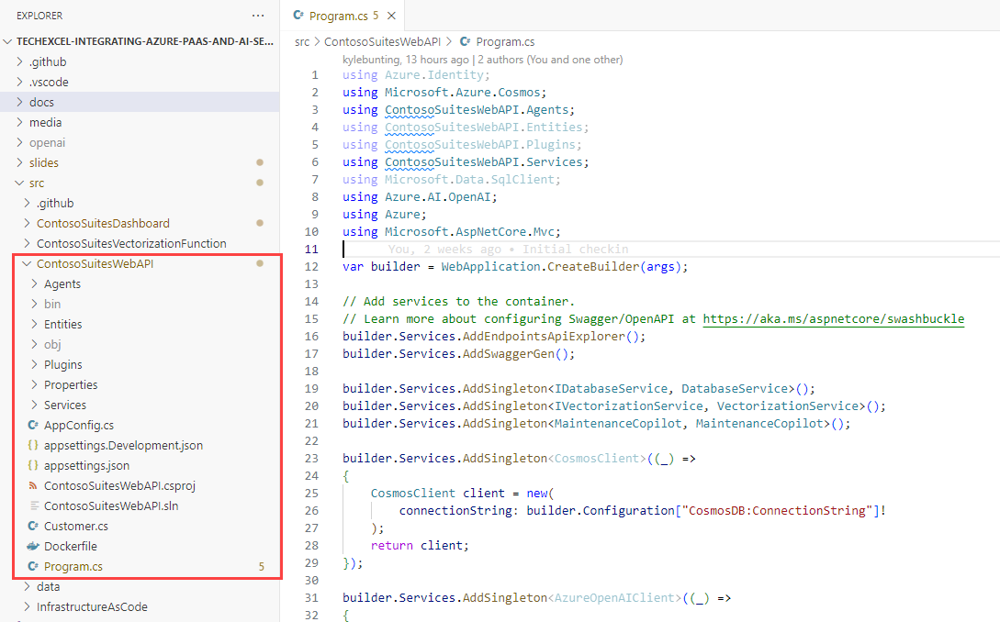 EXPLORER
···
TECHEXCEL-INTEGRATING-AZURE-PAAS-AND-AI-SE...
.github
.vscode
docs
media
openai
slides
src
.github
ContosoSuitesDashboard
ContosoSuitesVectorizationFunction
ContosoSuitesWebAPI
Agents
bin
Entities
obj
Plugins
Properties
Services
C# AppConfig.cs
{} appsettings.Development.json
{} appsettings.json
ContosoSuitesWebAPI.csproj
ContosoSuitesWebAPI.sln
C# Customer.cs
Dockerfile
C# Program.cs 5
data
InfrastructureAsCode
C# Program.cs 5 ×
src > ContosoSuitesWebAPI > C# Program.cs
kylebunting, 13 hours ago | 2 authors (You and one other)
1 using Azure.Identity;
2 using Microsoft.Azure.Cosmos;
3 using ContosoSuitesWebAPI.Agents;
4 using ContosoSuitesWebAPI.Entities;
5 using ContosoSuitesWebAPI.Plugins;
6 using ContosoSuitesWebAPI.Services;
7 using Microsoft.Data.SqlClient;
8 using Azure.AI.OpenAI;
9 using Azure;
10 using Microsoft.AspNetCore.Mvc;
11 You, 2 weeks ago • Initial checkin
12 var builder = WebApplication.CreateBuilder(args);
13
14 // Add services to the container.
15 // Learn more about configuring Swagger/OpenAPI at https://aka.ms/aspnetcore/swashbuckle
16 builder.Services.AddEndpointsApiExplorer();
17 builder.Services.AddSwaggerGen();
18
19 builder.Services.AddSingleton<IDatabaseService, DatabaseService>();
20 builder.Services.AddSingleton<IVectorizationService, VectorizationService>();
21 builder.Services.AddSingleton<MaintenanceCopilot, MaintenanceCopilot>();
22
23 builder.Services.AddSingleton<CosmosClient>((_) =>
24 {
25 CosmosClient client = new(
26 connectionString: builder.Configuration["CosmosDB:ConnectionString"]!
27 );
28 return client;
29 });
30
31 builder.Services.AddSingleton<AzureOpenAIClient>((_) =>
32 {